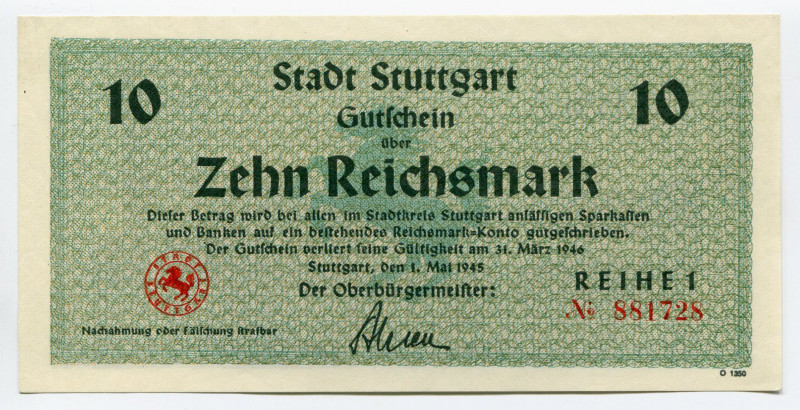 10
Stadt Stuttgart
10
Gutschein
über
Zehn Reichsmark
Dieser Betrag wird bei allen im Stadtkreis Stuttgart ansässigen Sparkassen
und Banken auf ein bestehendes Reichsmark=Konto gutgeschrieben.
Der Gutschein verliert seine Gültigkeit am 31. März 1946
Stuttgart, den 1. Mai 1945
Der Oberbürgermeister:
REIHE 1
№ 881728
STADT STUTTGART
Nachahmung oder Fälschung strafbar
O 1350